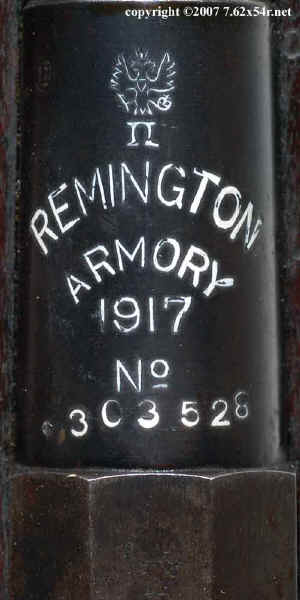 copyright ©2007 7.62x54r.net
П
REMINGTON
ARMORY
1917
No
303528